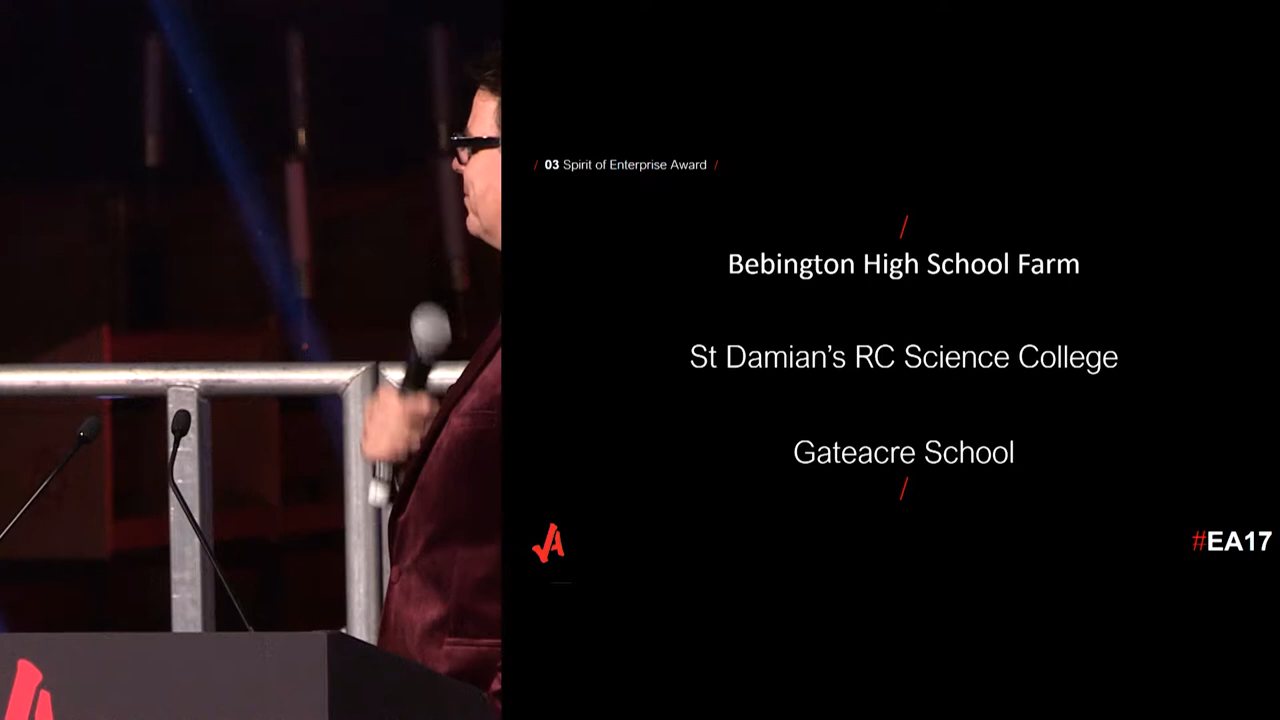 / 03 Spirit of Enterprise Award /
/
Bebington High School Farm
St Damian's RC Science College
Gateacre School
/
#EA17